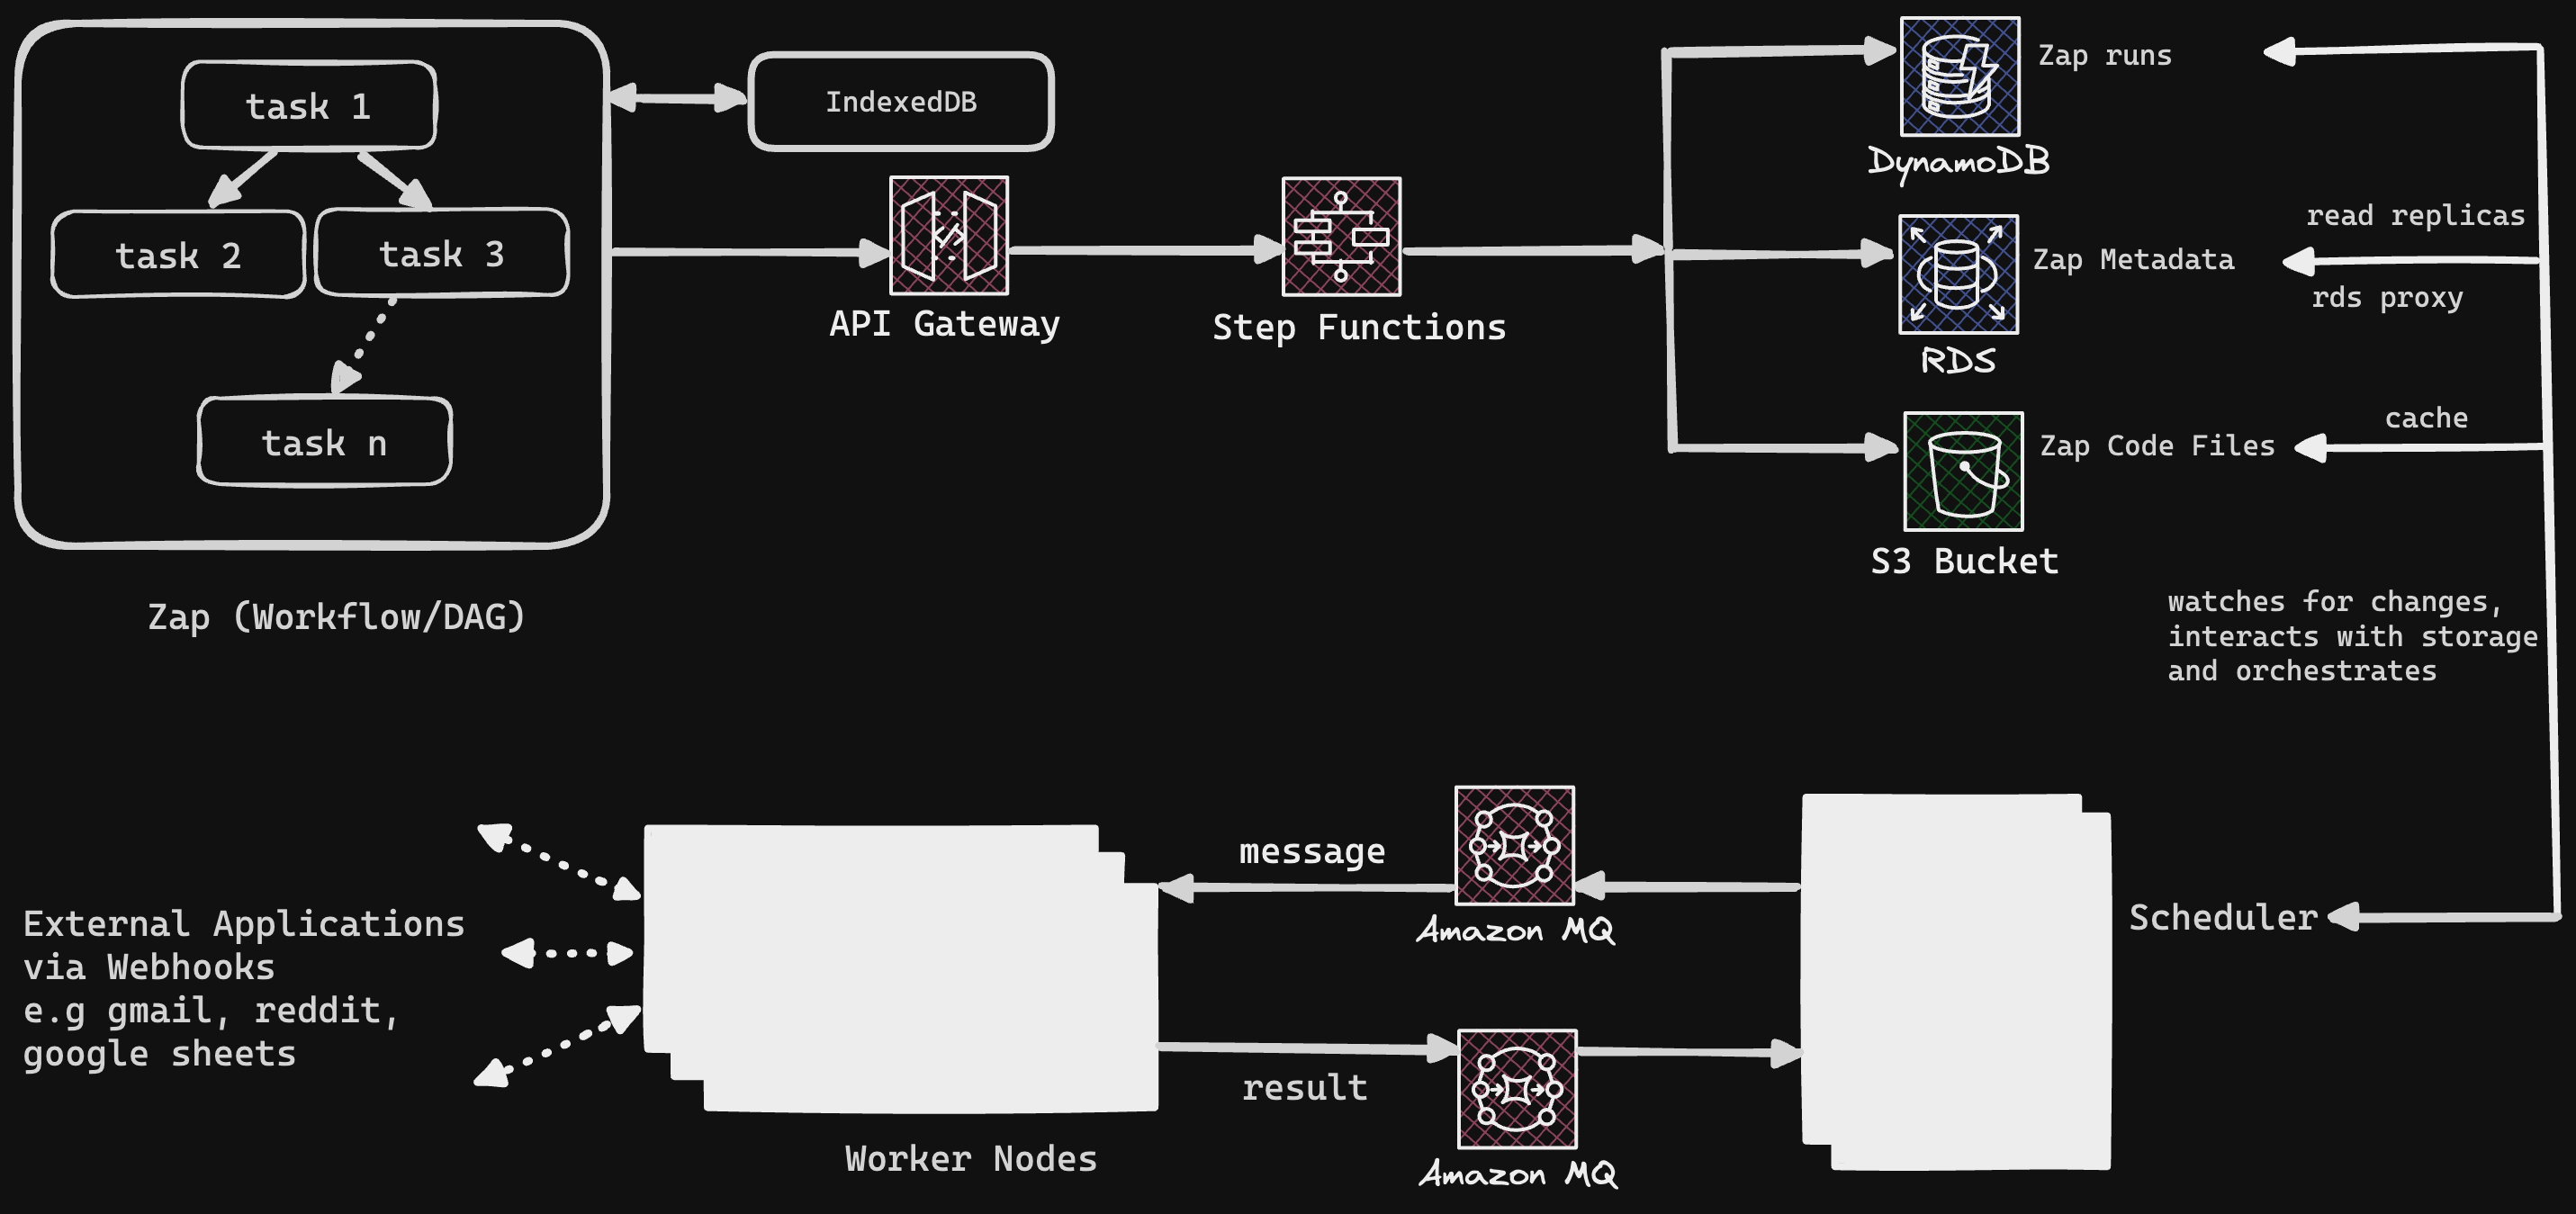 task 1
task 2
task 3
task n
Zap (Workflow/DAG)
IndexedDB
API Gateway
Step Functions
DynamoDB
Zap runs
RDS
Zap Metadata
read replicas
rds proxy
S3 Bucket
Zap Code Files
cache
watches for changes,
interacts with storage
and orchestrates
External Applications
via Webhooks
e.g gmail, reddit,
google sheets
Worker Nodes
message
Amazon MQ
result
Amazon MQ
Scheduler